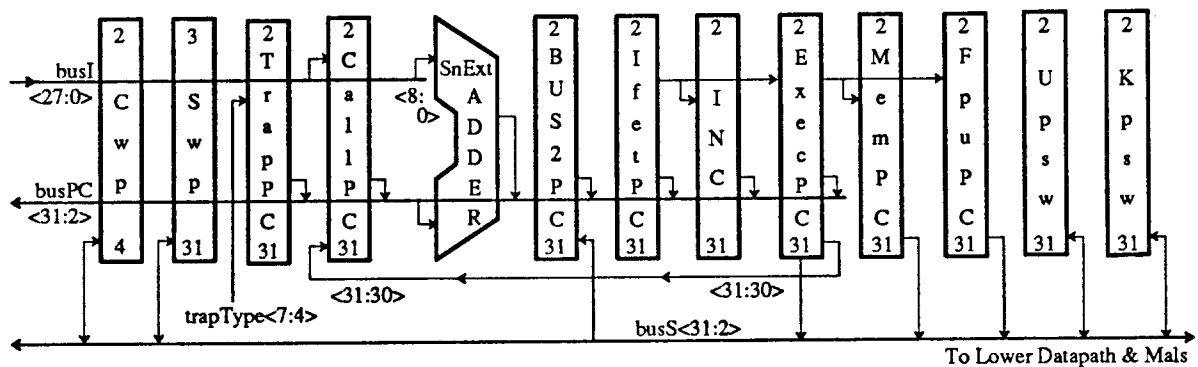 busI
<27:0>
busPC
<31:2>
2
Cwp
4
3
Swp
31
2
TrapPC
31
2
CallPC
31
<8:
0>
SnExt
ADDER
2
BUS2PC
31
2
IfetPC
31
2
INC
31
2
ExecPC
31
2
MemPC
31
2
FpuPC
31
2
Upsw
31
2
Kpsw
31
<31:30>
<31:30>
trapType<7:4>
busS<31:2>
To Lower Datapath & Mals